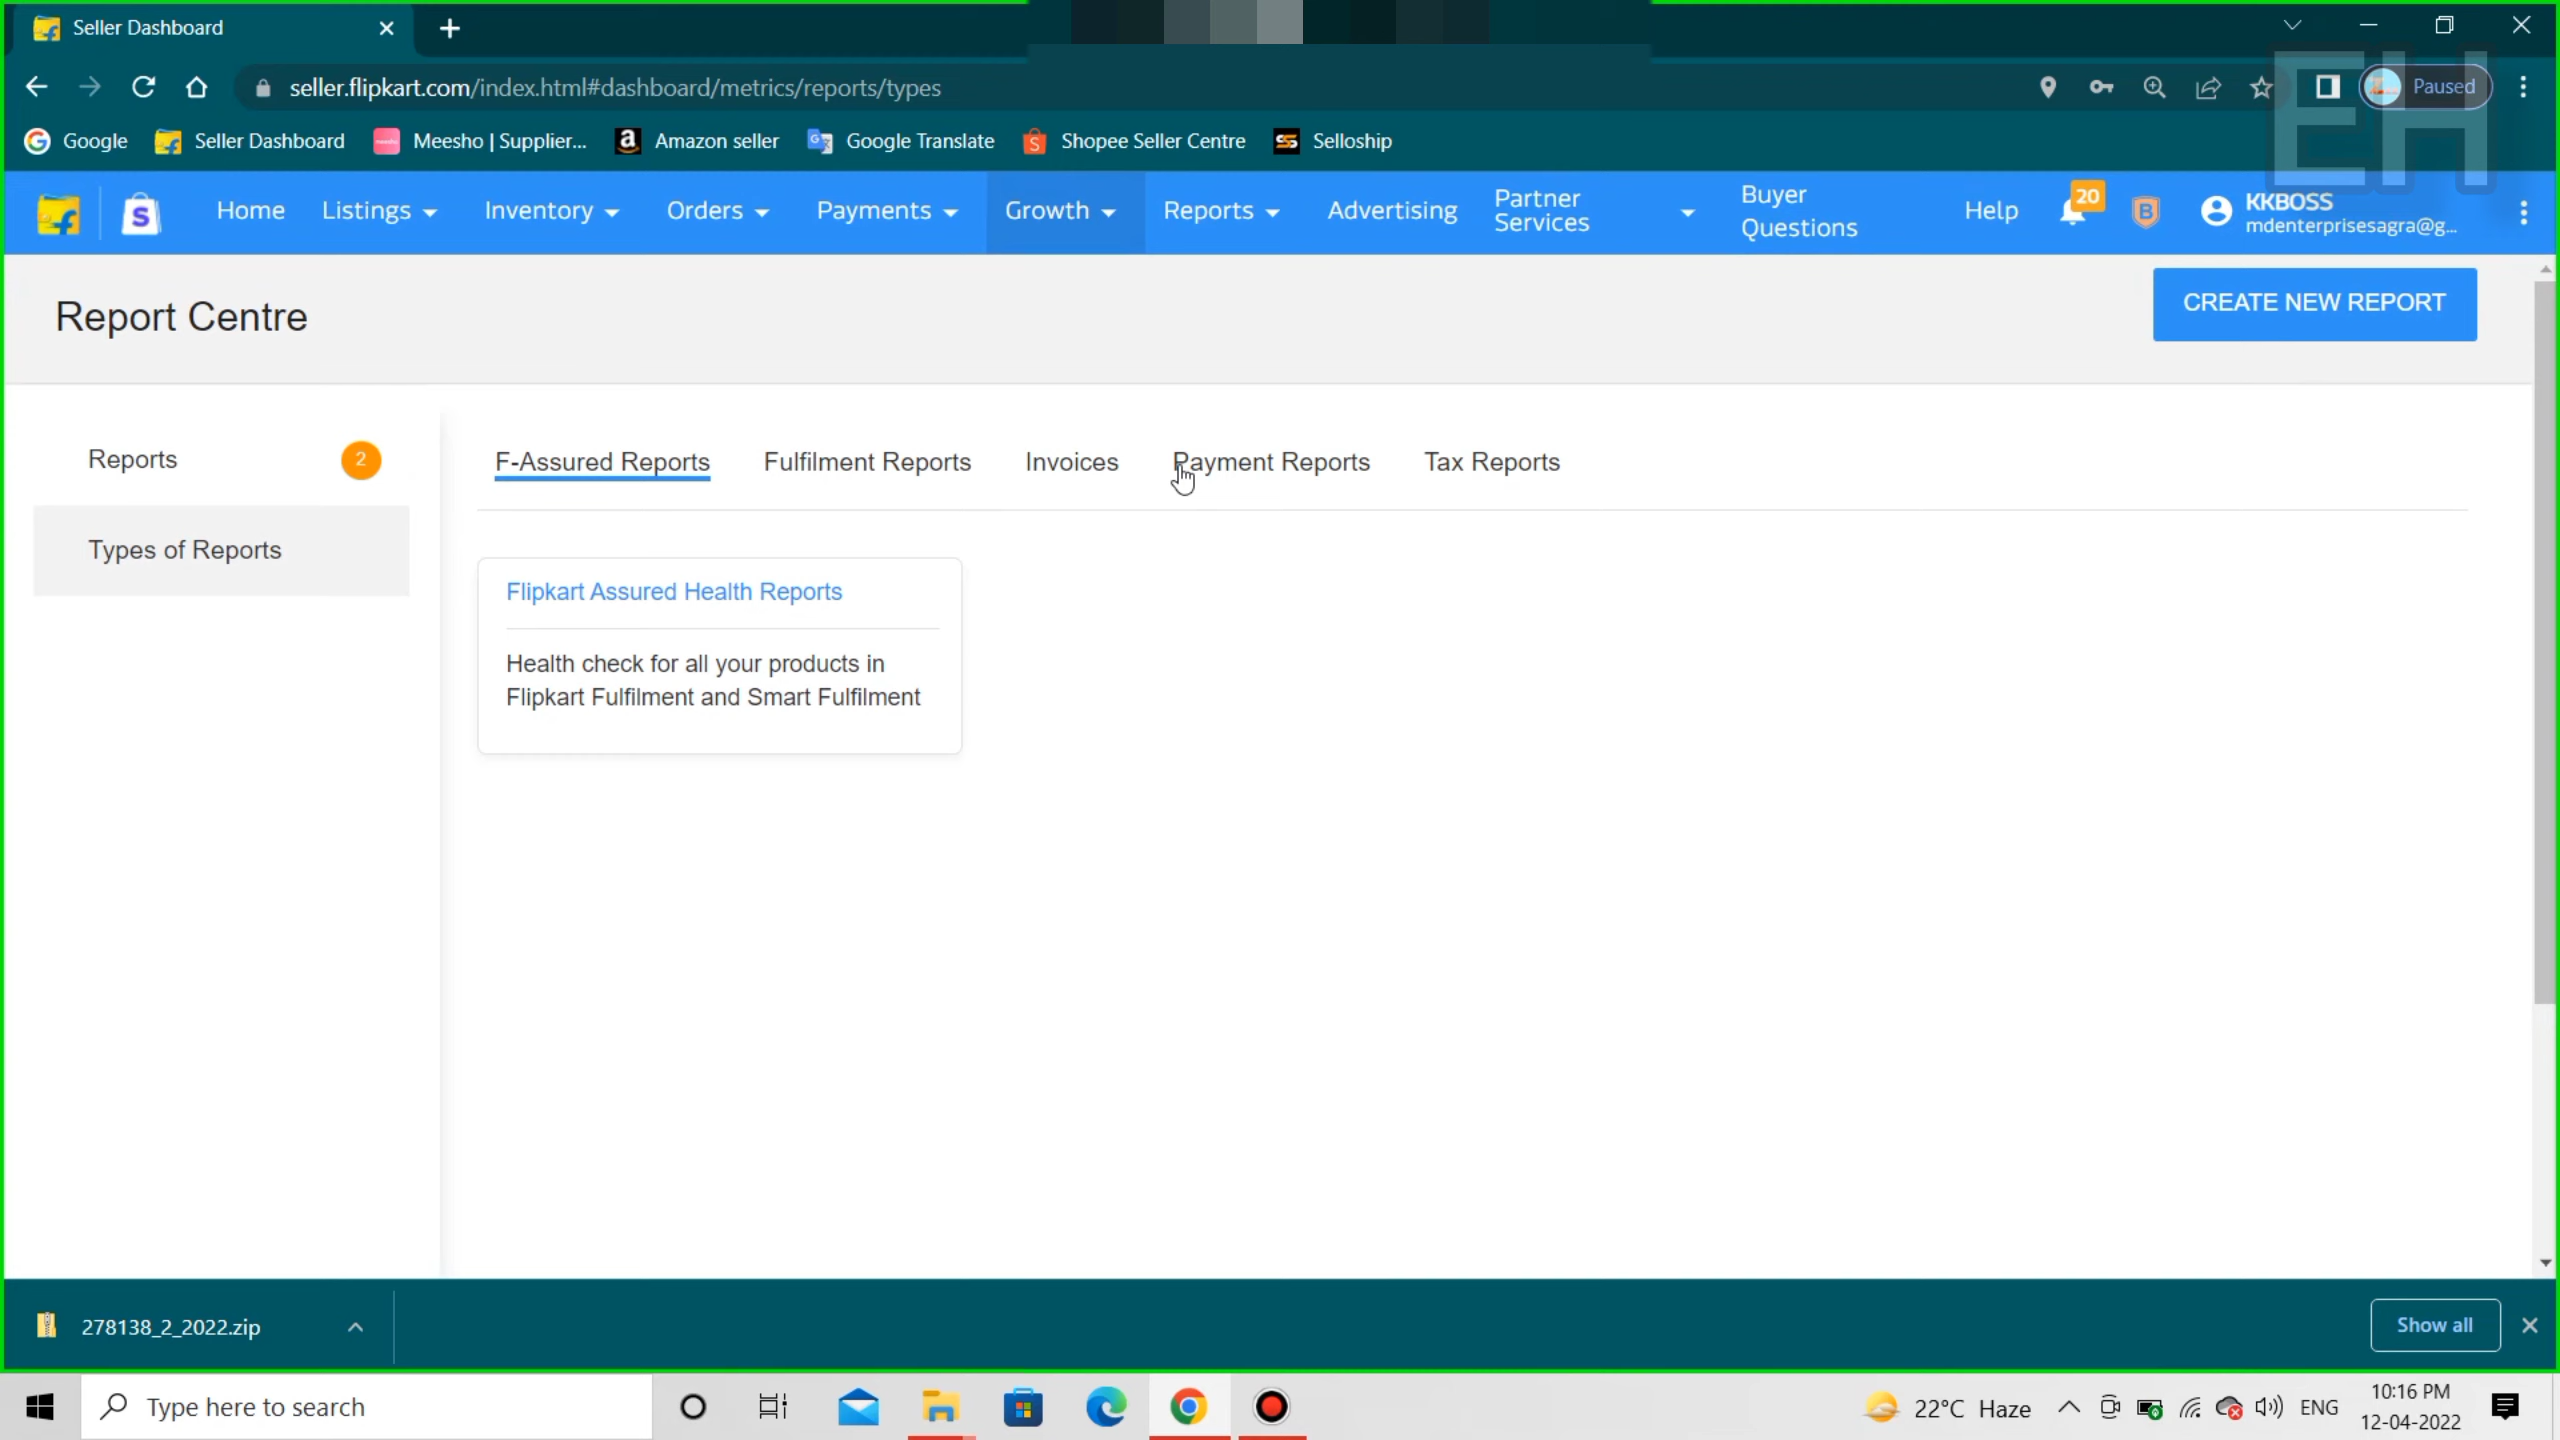 Seller Dashboard
seller.flipkart.com/index.html#dashboard/metrics/reports/types
Paused
Google
Seller Dashboard
Meesho | Supplier...
Amazon seller
Google Translate
Shopee Seller Centre
Selloship
EH
Home
Listings
Inventory
Orders
Payments
Growth
Reports
Advertising
Partner
Services
Buyer
Questions
Help
20
KKBOSS
mdenterprisesagra@g...
Report Centre
CREATE NEW REPORT
Reports
2
Types of Reports
F-Assured Reports
Fulfilment Reports
Invoices
Payment Reports
Tax Reports
Flipkart Assured Health Reports
Health check for all your products in
Flipkart Fulfilment and Smart Fulfilment
278138_2_2022.zip
Show all
Type here to search
22°C Haze
ENG
10:16 PM
12-04-2022